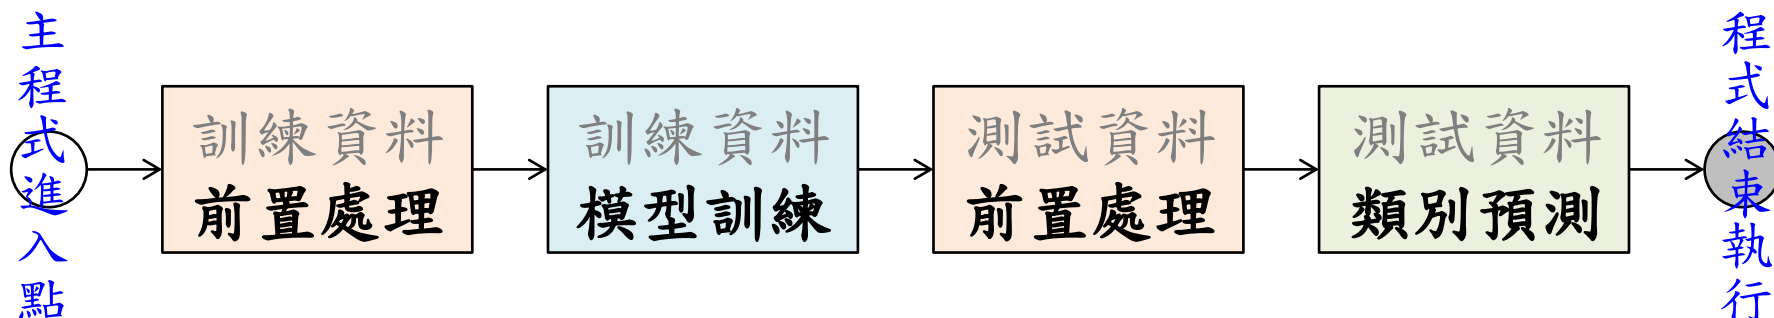 主程式進入點
訓練資料
前置處理
訓練資料
模型訓練
測試資料
前置處理
測試資料
類別預測
程式結束執行